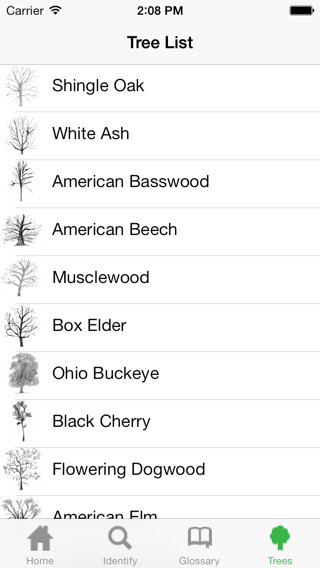 Carrier 2:08 PM
Tree List
Shingle Oak
White Ash
American Basswood
American Beech
Musclewood
Box Elder
Ohio Buckeye
Black Cherry
Flowering Dogwood
American Elm
Home Identify Glossary Trees